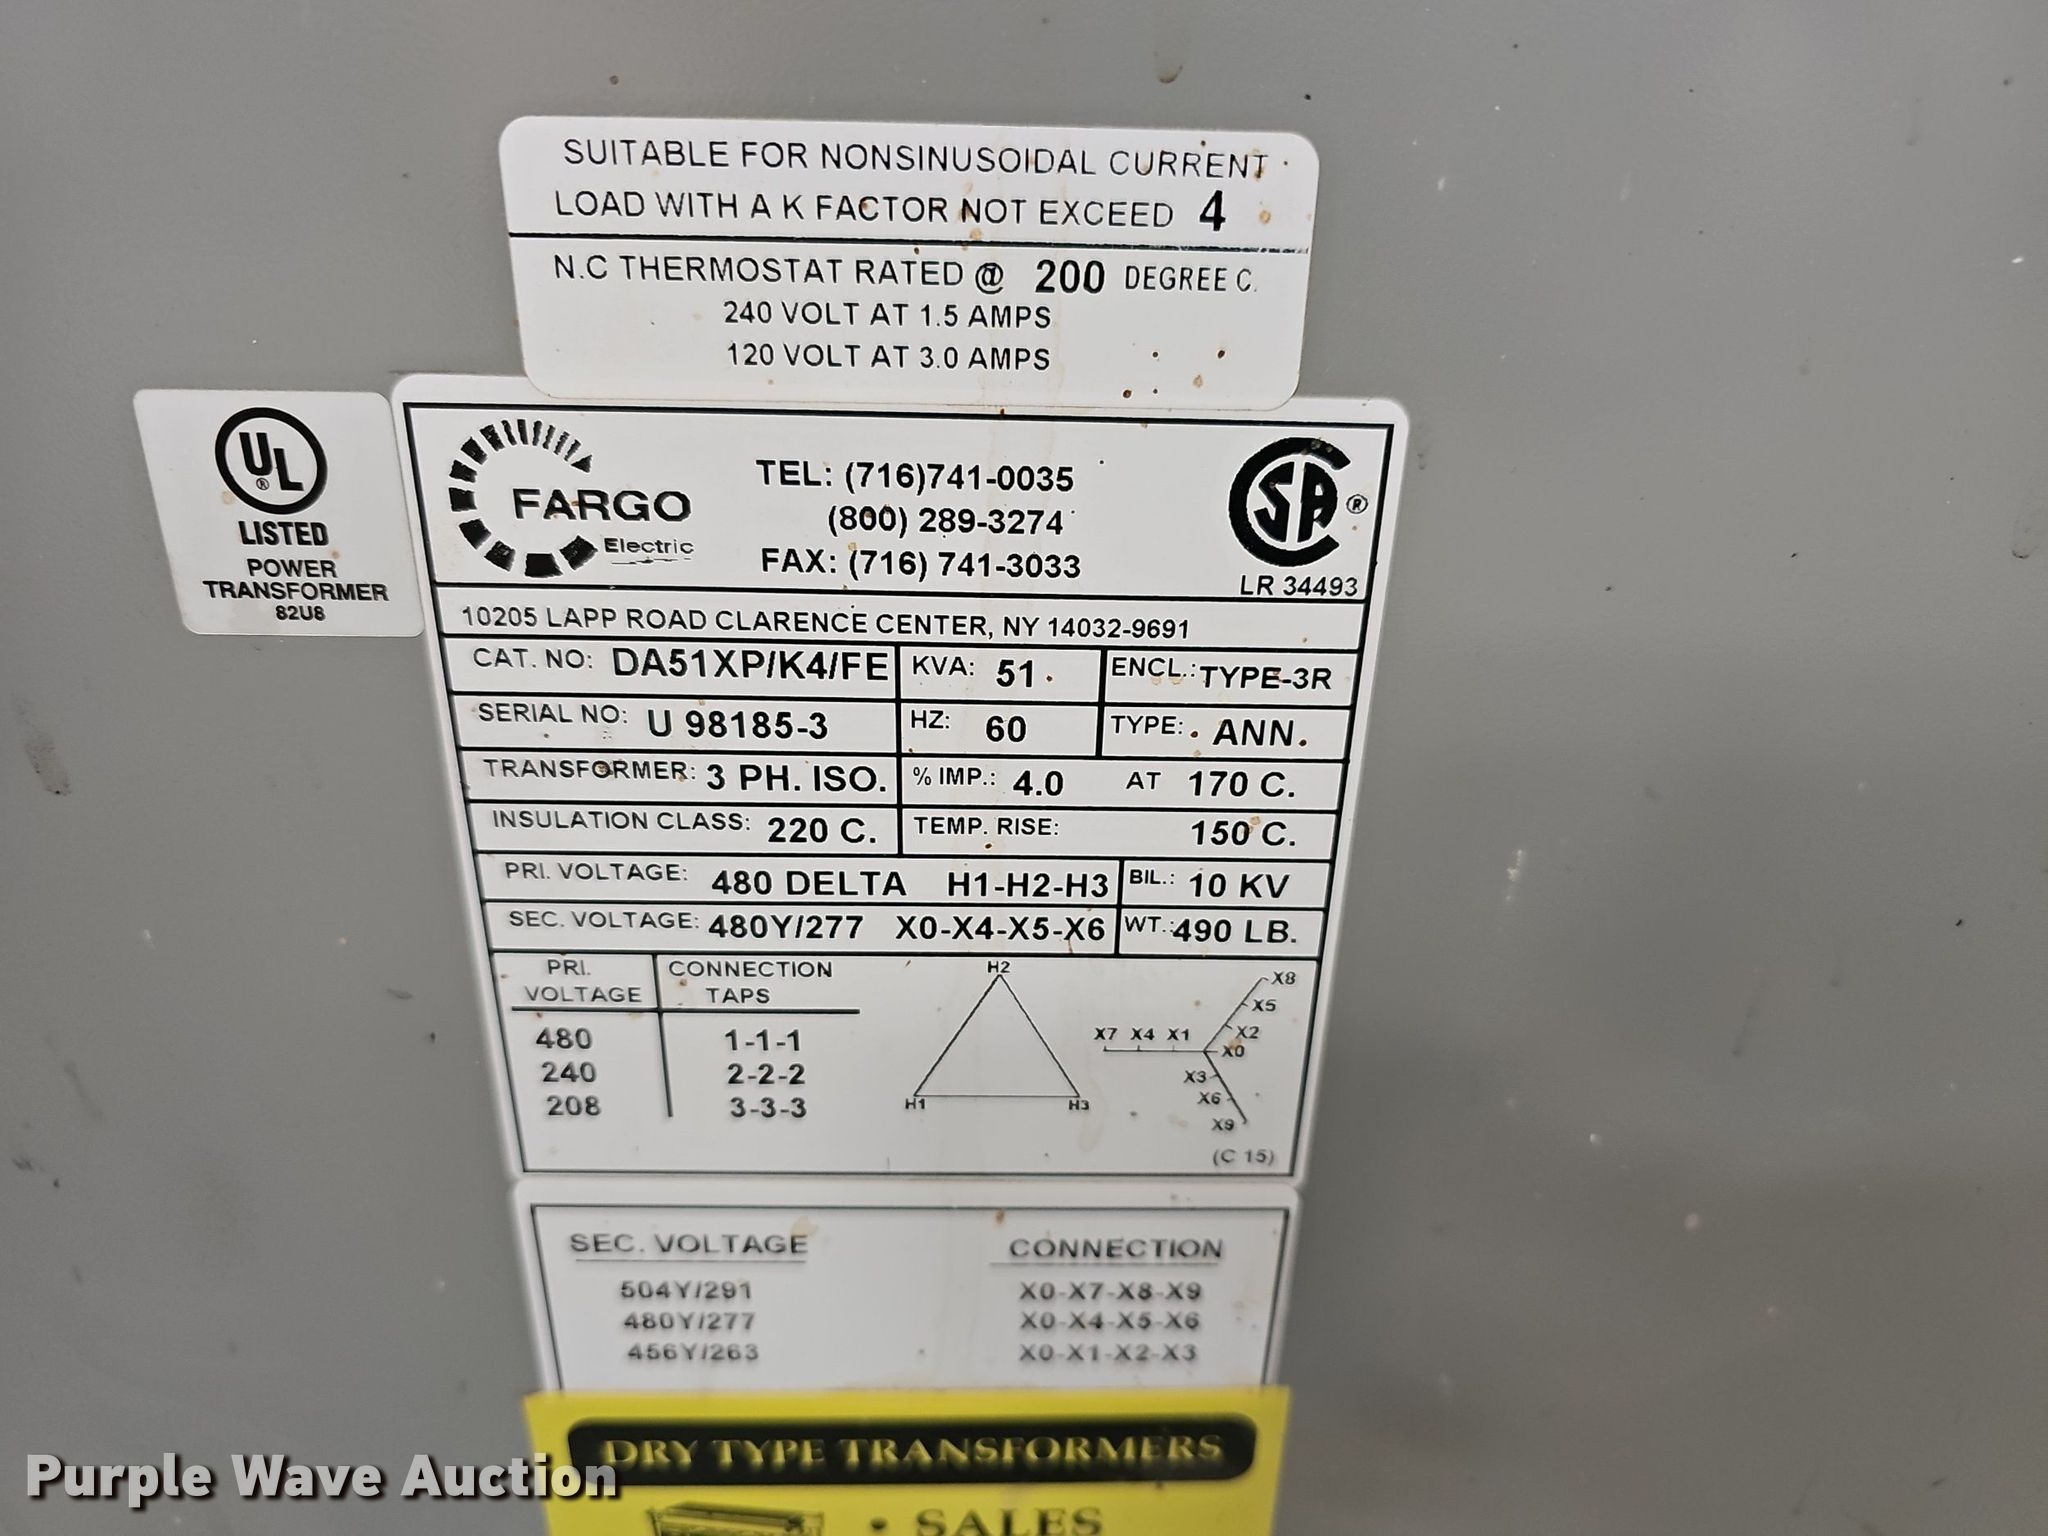 SUITABLE FOR NONSINUSOIDAL CURRENT
LOAD WITH A K FACTOR NOT EXCEED 4
N.C THERMOSTAT RATED @ 200 DEGREE C.
240 VOLT AT 1.5 AMPS
120 VOLT AT 3.0 AMPS
UL
®
LISTED
POWER
TRANSFORMER
82U8
FARGO
Electric
TEL: (716)741-0035
(800) 289-3274
FAX: (716) 741-3033
SA ®
LR 34493
10205 LAPP ROAD CLARENCE CENTER, NY 14032-9691
CAT. NO: DA51XP/K4/FE KVA: 51 ENCL.: TYPE-3R
SERIAL NO: U 98185-3 HZ: 60 TYPE: ANN.
TRANSFORMER: 3 PH. ISO. % IMP.: 4.0 AT 170 C.
INSULATION CLASS: 220 C. TEMP. RISE: 150 C.
PRI. VOLTAGE: 480 DELTA H1-H2-H3 BIL.: 10 KV
SEC. VOLTAGE: 480Y/277 X0-X4-X5-X6 WT.: 490 LB.
PRI. VOLTAGE CONNECTION TAPS
480 1-1-1
240 2-2-2
208 3-3-3
H2
H1 H3
X8
X5
X7 X4 X1 X2
X0
X3
X6
X9
(C 15)
SEC. VOLTAGE CONNECTION
504Y/291 X0-X7-X8-X9
480Y/277 X0-X4-X5-X6
456Y/263 X0-X1-X2-X3
DRY TYPE TRANSFORMERS
• SALES
Purple Wave Auction